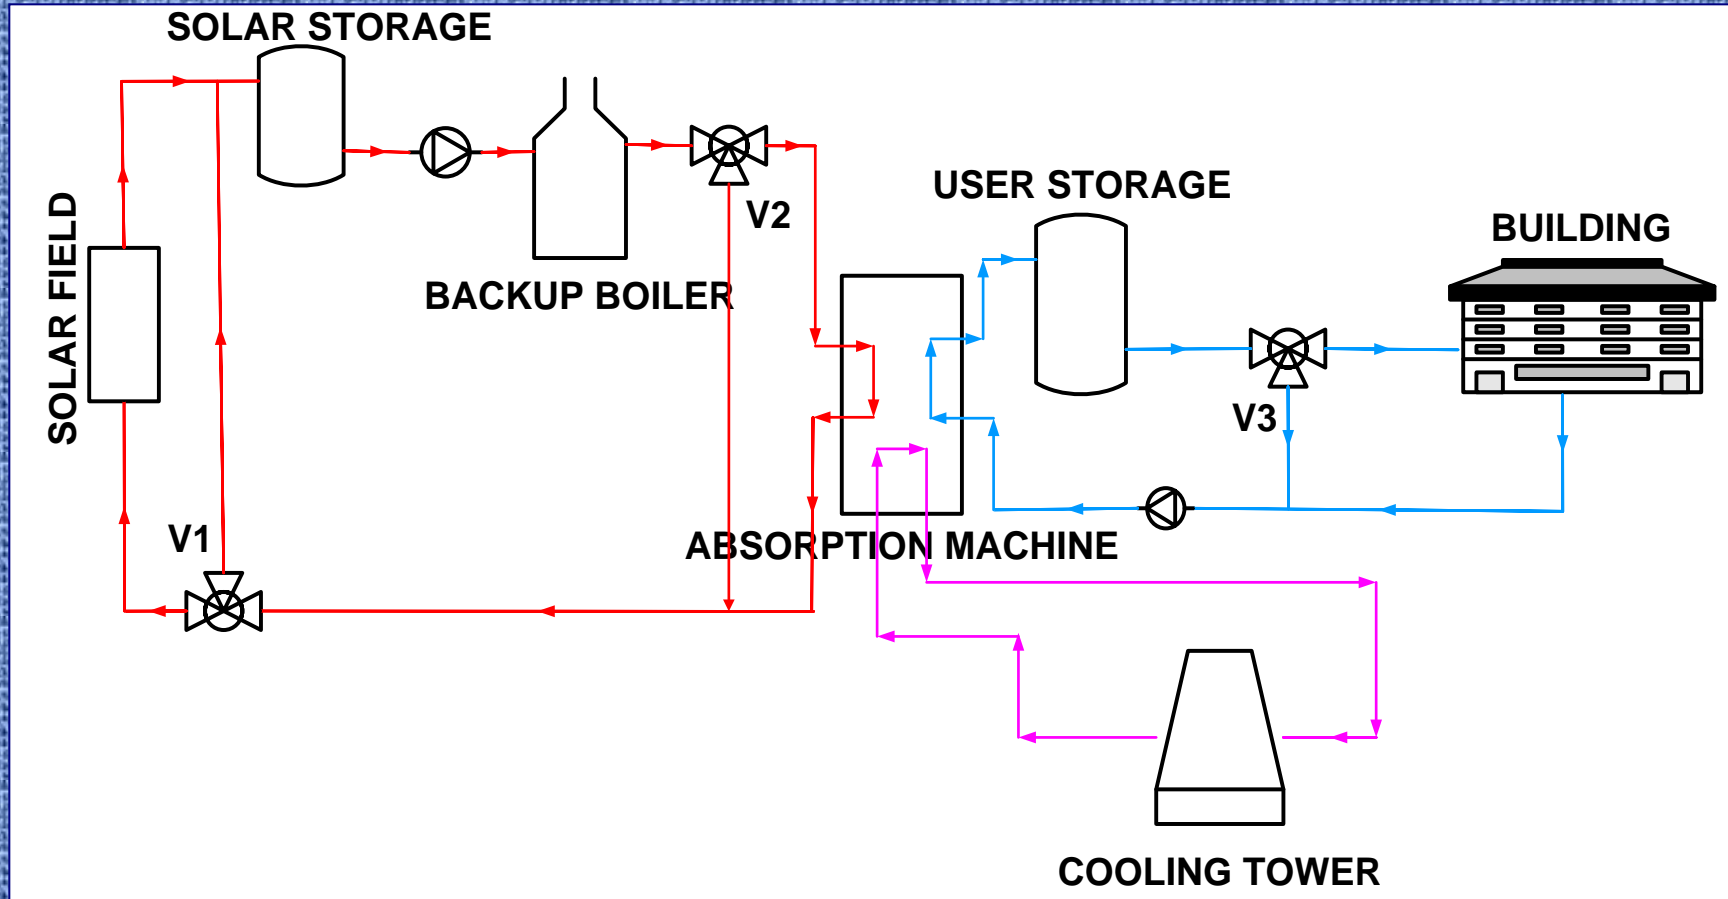 SOLAR STORAGE
USER STORAGE
V2
BUILDING
SOLAR FIELD
BACKUP BOILER
V3
V1
ABSORPTION MACHINE
COOLING TOWER